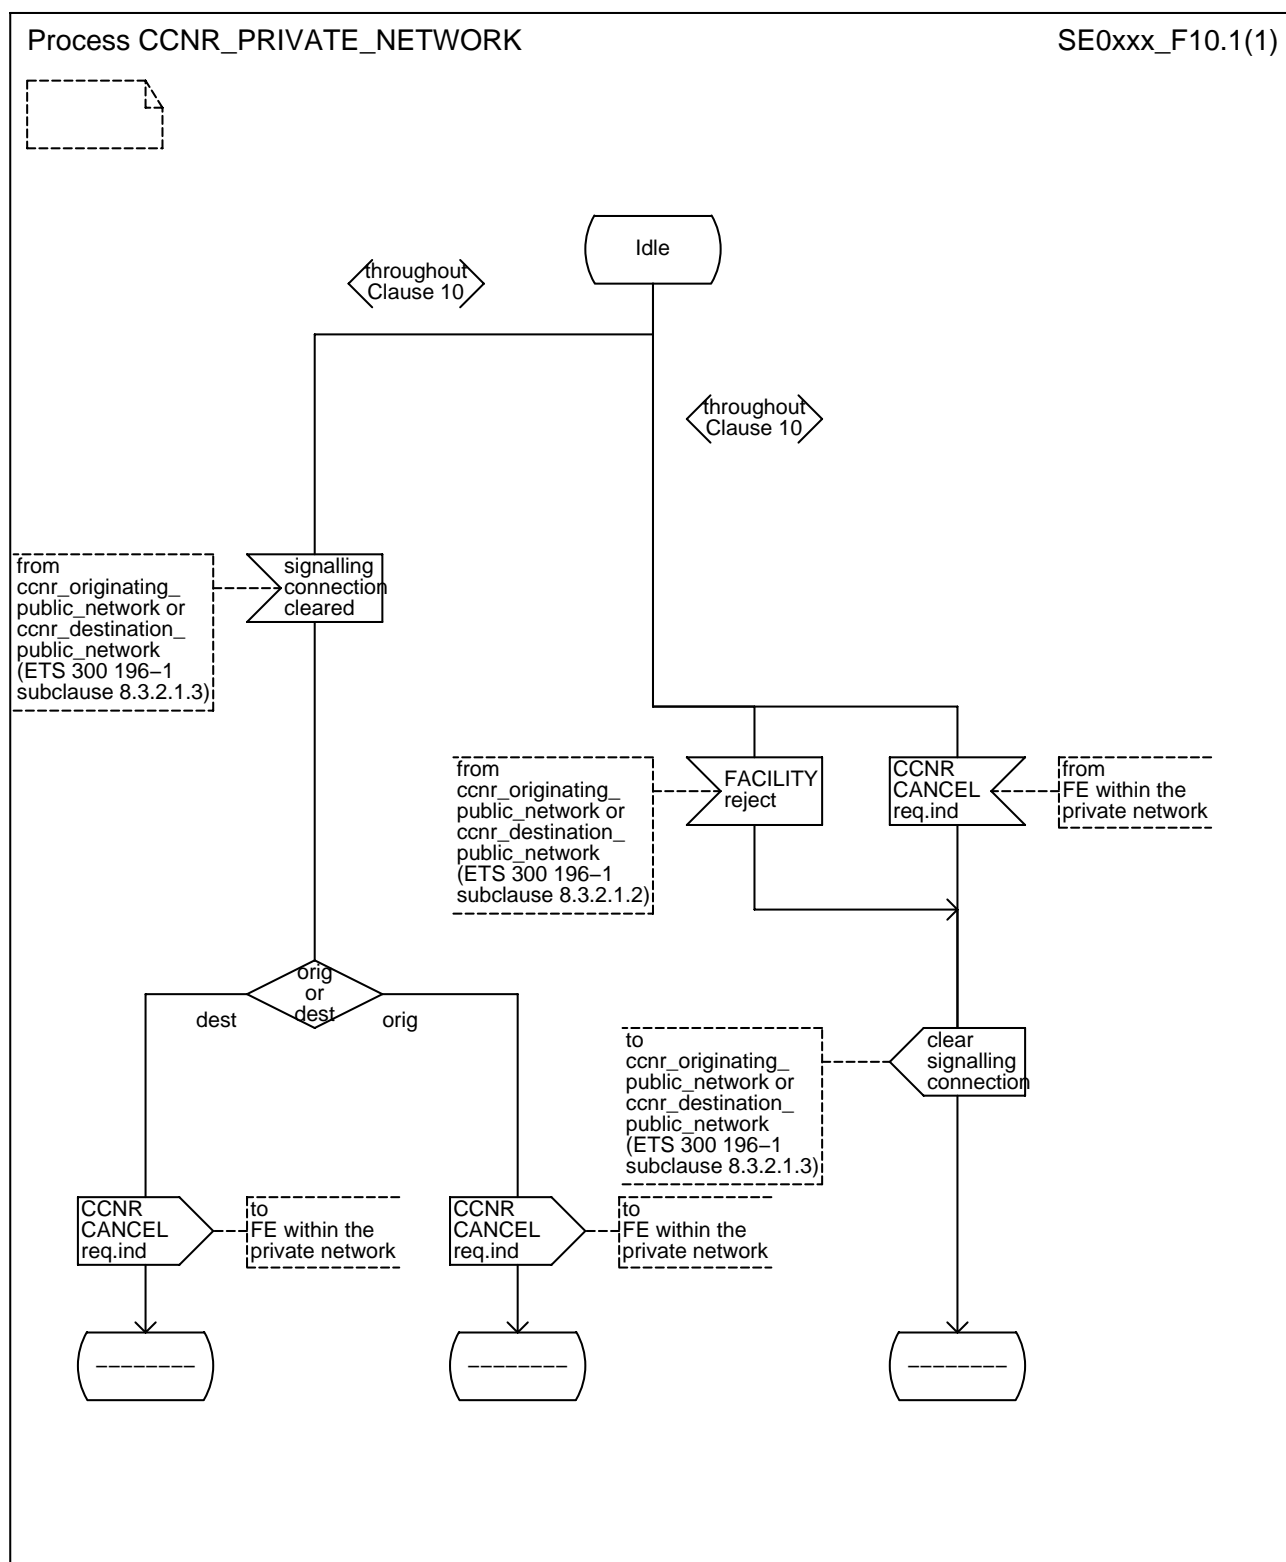 Process CCNR_PRIVATE_NETWORK
SE0xxx_F10.1(1)
Idle
throughout
Clause 10
throughout
Clause 10
from
ccnr_originating_
public_network or
ccnr_destination_
public_network
(ETS 300 196−1
subclause 8.3.2.1.3)
signalling
connection
cleared
from
ccnr_originating_
public_network or
ccnr_destination_
public_network
(ETS 300 196−1
subclause 8.3.2.1.2)
FACILITY
reject
CCNR
CANCEL
req.ind
from
FE within the
private network
orig
or
dest
dest
orig
to
ccnr_originating_
public_network or
ccnr_destination_
public_network
(ETS 300 196−1
subclause 8.3.2.1.3)
clear
signalling
connection
CCNR
CANCEL
req.ind
to
FE within the
private network
CCNR
CANCEL
req.ind
to
FE within the
private network
−−−−−−−−
−−−−−−−−
−−−−−−−−